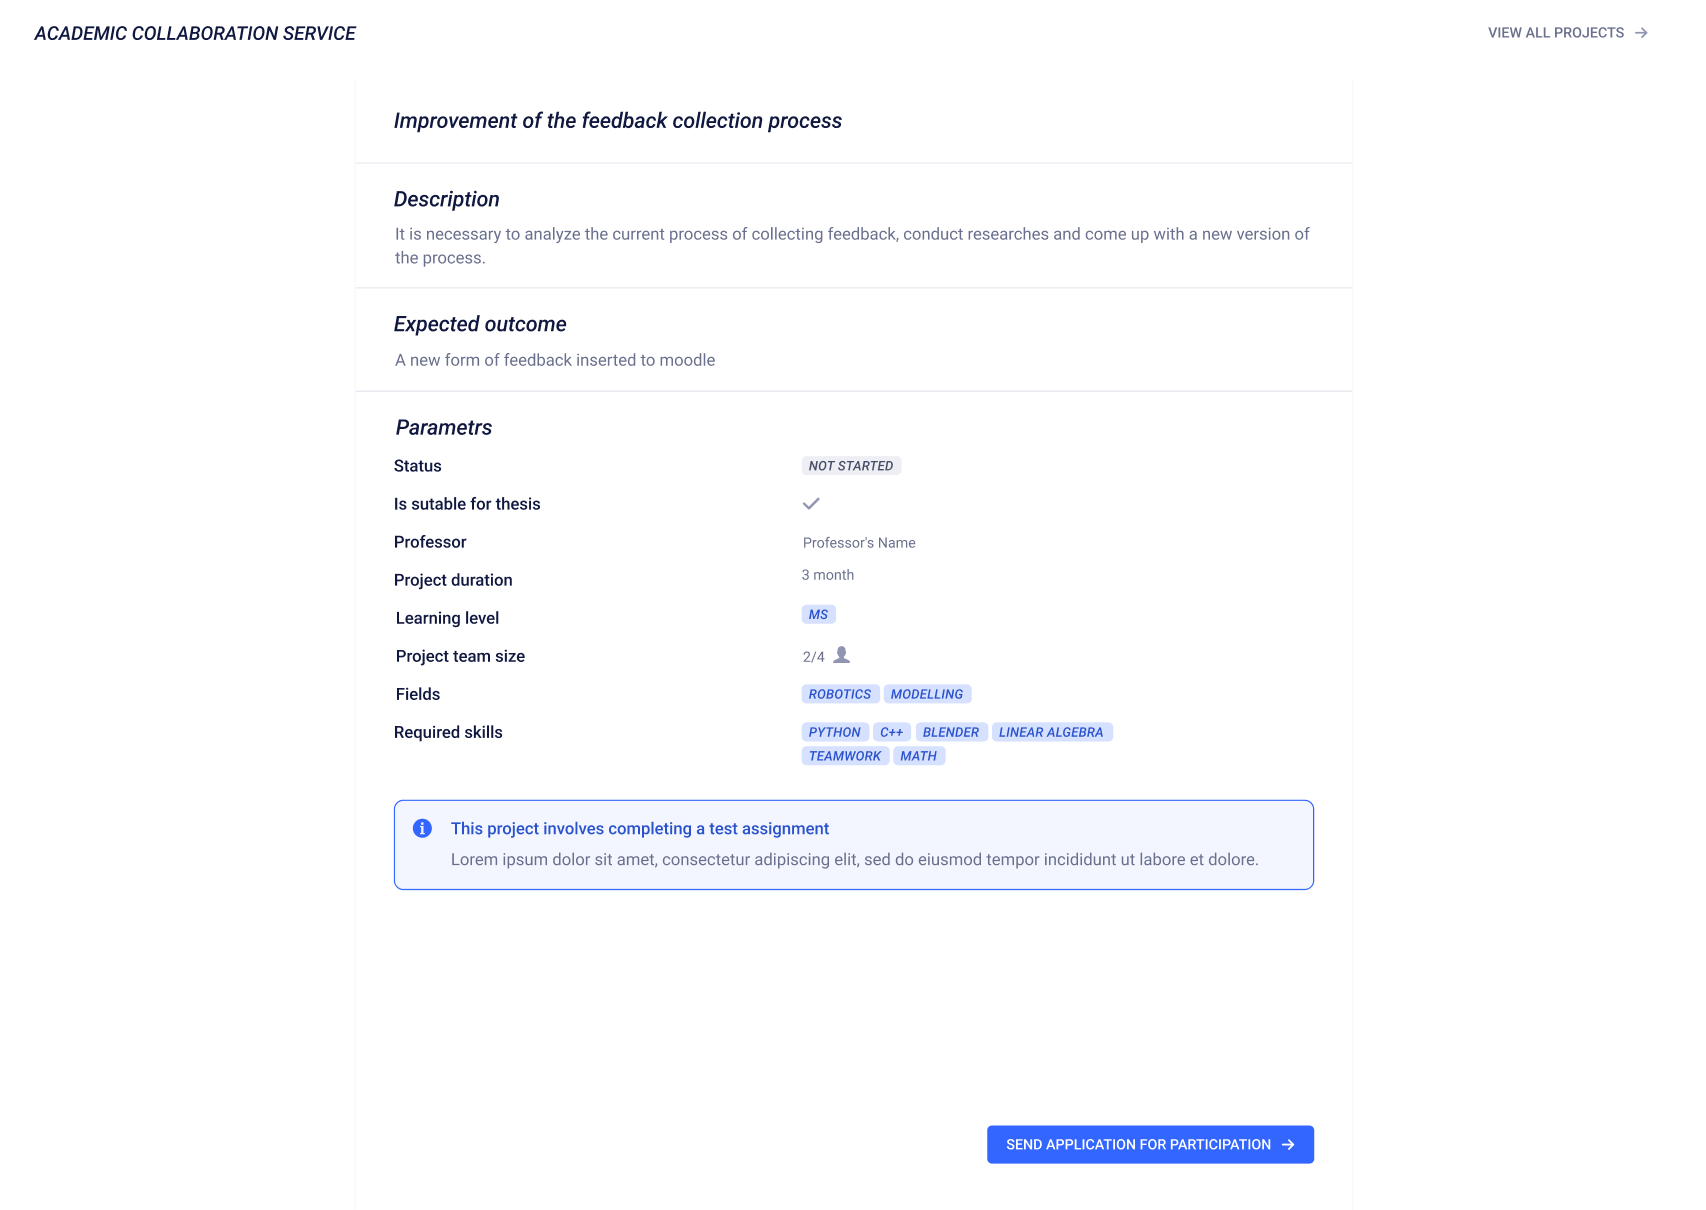 ACADEMIC COLLABORATION SERVICE
VIEW ALL PROJECTS
Improvement of the feedback collection process
Description
It is necessary to analyze the current process of collecting feedback, conduct researches and come up with a new version of
the process.
Expected outcome
A new form of feedback inserted to moodle
Parametrs
Status NOT STARTED
Is sutable for thesis
Professor Professor's Name
Project duration 3 month
Learning level MS
Project team size 2/4
Fields ROBOTICS MODELLING
Required skills PYTHON C++ BLENDER LINEAR ALGEBRA
TEAMWORK MATH
This project involves completing a test assignment
Lorem ipsum dolor sit amet, consectetur adipiscing elit, sed do eiusmod tempor incididunt ut labore et dolore.
SEND APPLICATION FOR PARTICIPATION